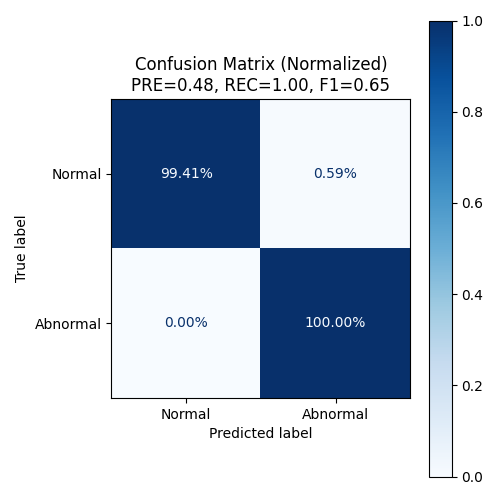 Confusion Matrix (Normalized)
PRE=0.48, REC=1.00, F1=0.65
1.0
0.8
0.6
0.4
0.2
0.0
True label
Normal
99.41%
0.59%
Abnormal
0.00%
100.00%
Normal
Abnormal
Predicted label